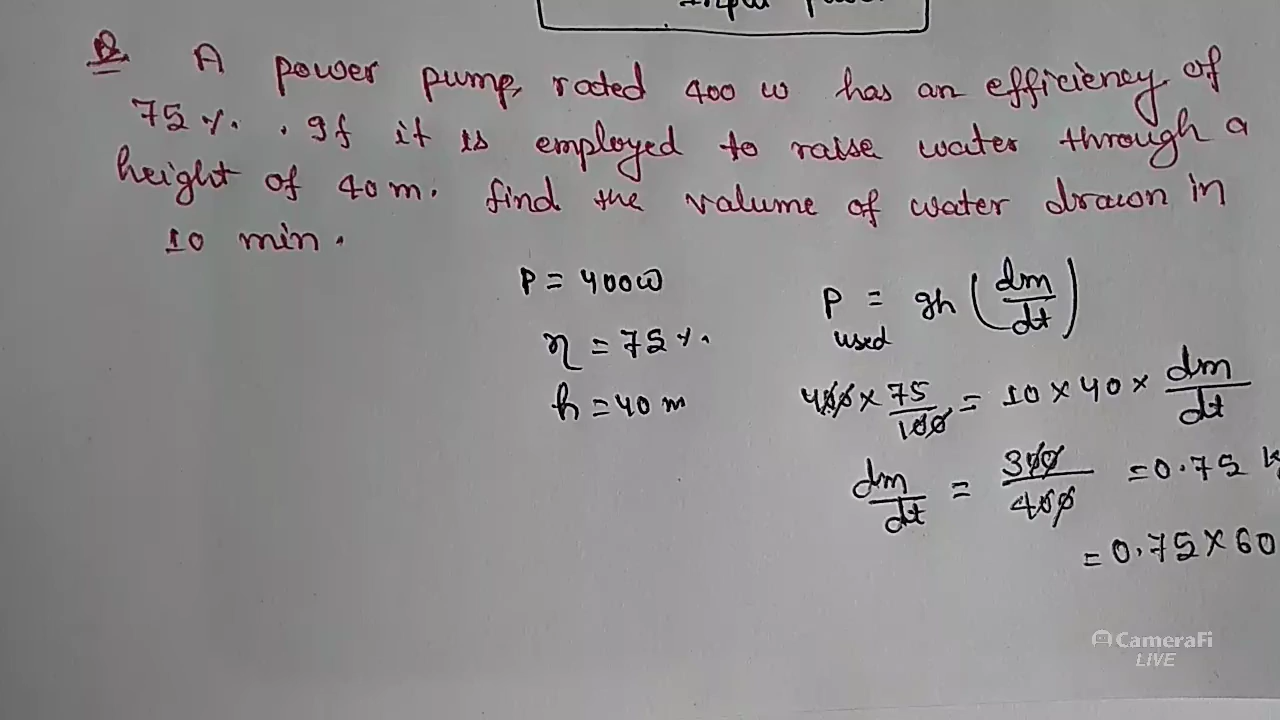 Q. A power pump, rated 400 w has an efficiency of
75 %. . If it is employed to raise water through a
height of 40 m. find the valume of water drawn in
10 min.
P = 400w
η = 75 %.
h = 40 m
P used = gh (dm/dt)
400 × 75/100 = 10 × 40 × dm/dt
dm/dt = 300/400 = 0.75
= 0.75 × 60
CameraFi
LIVE